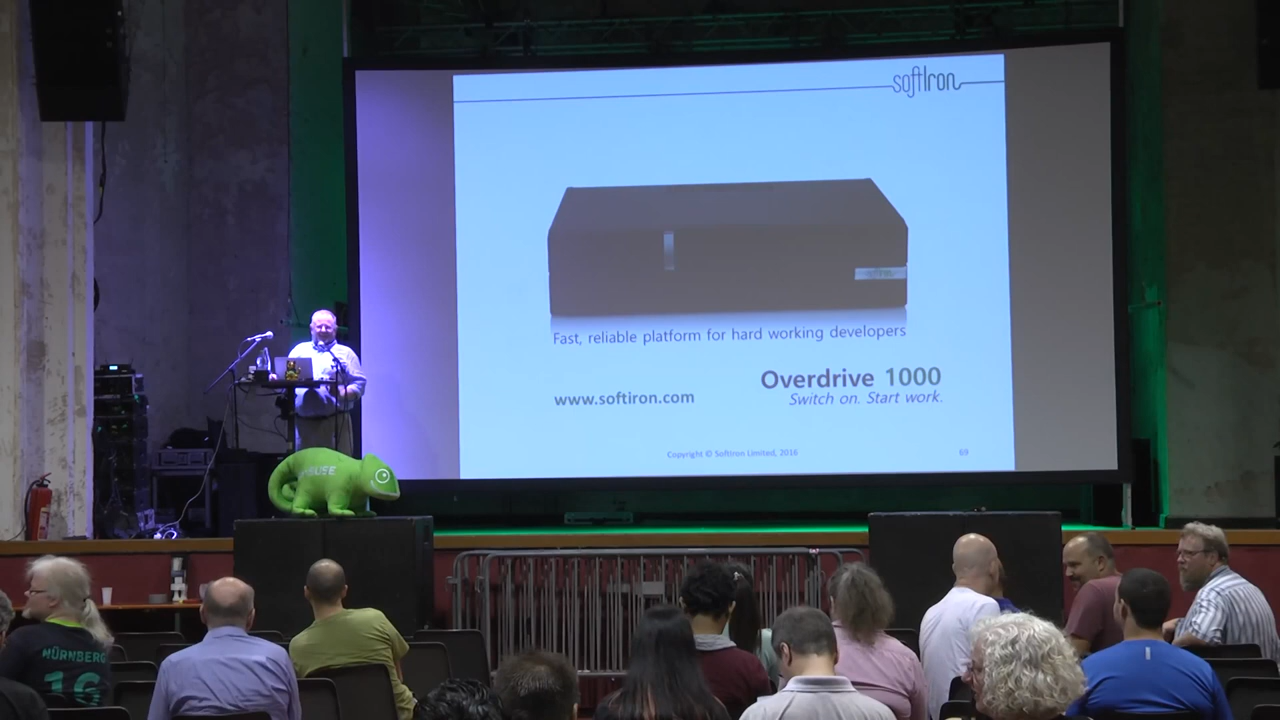 softIron
Fast, reliable platform for hard working developers
www.softiron.com
Overdrive 1000
Switch on. Start work.
Copyright © SoftIron Limited, 2016
69
SUSE
NÜRNBERG
16